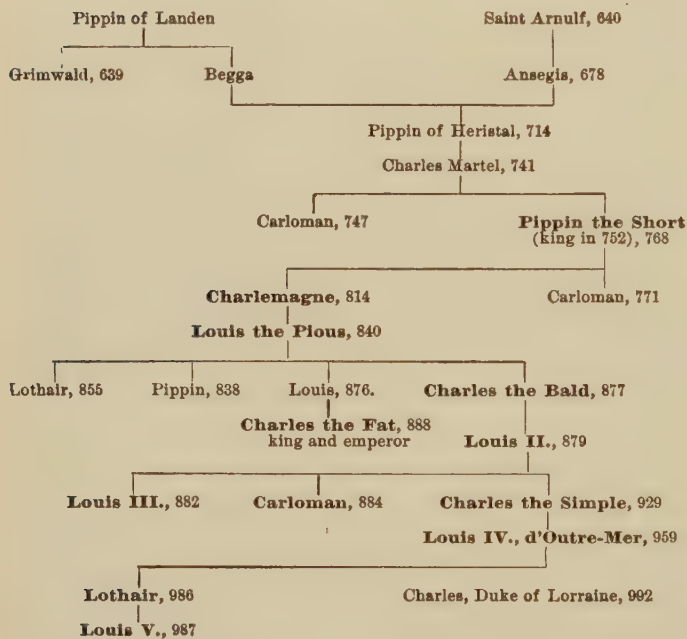 Pippin of Landen
Saint Arnulf, 640
Grimwald, 639
Begga
Ansegis, 678
Pippin of Heristal, 714
Charles Martel, 741
Carloman, 747
Pippin the Short
(king in 752), 768
Charlemagne, 814
Carloman, 771
Louis the Pious, 840
Lothair, 855
Pippin, 838
Louis, 876.
Charles the Bald, 877
Charles the Fat, 888
king and emperor
Louis II., 879
Louis III., 882
Carloman, 884
Charles the Simple, 929
Louis IV., d'Outre-Mer, 959
Lothair, 986
Charles, Duke of Lorraine, 992
Louis V., 987